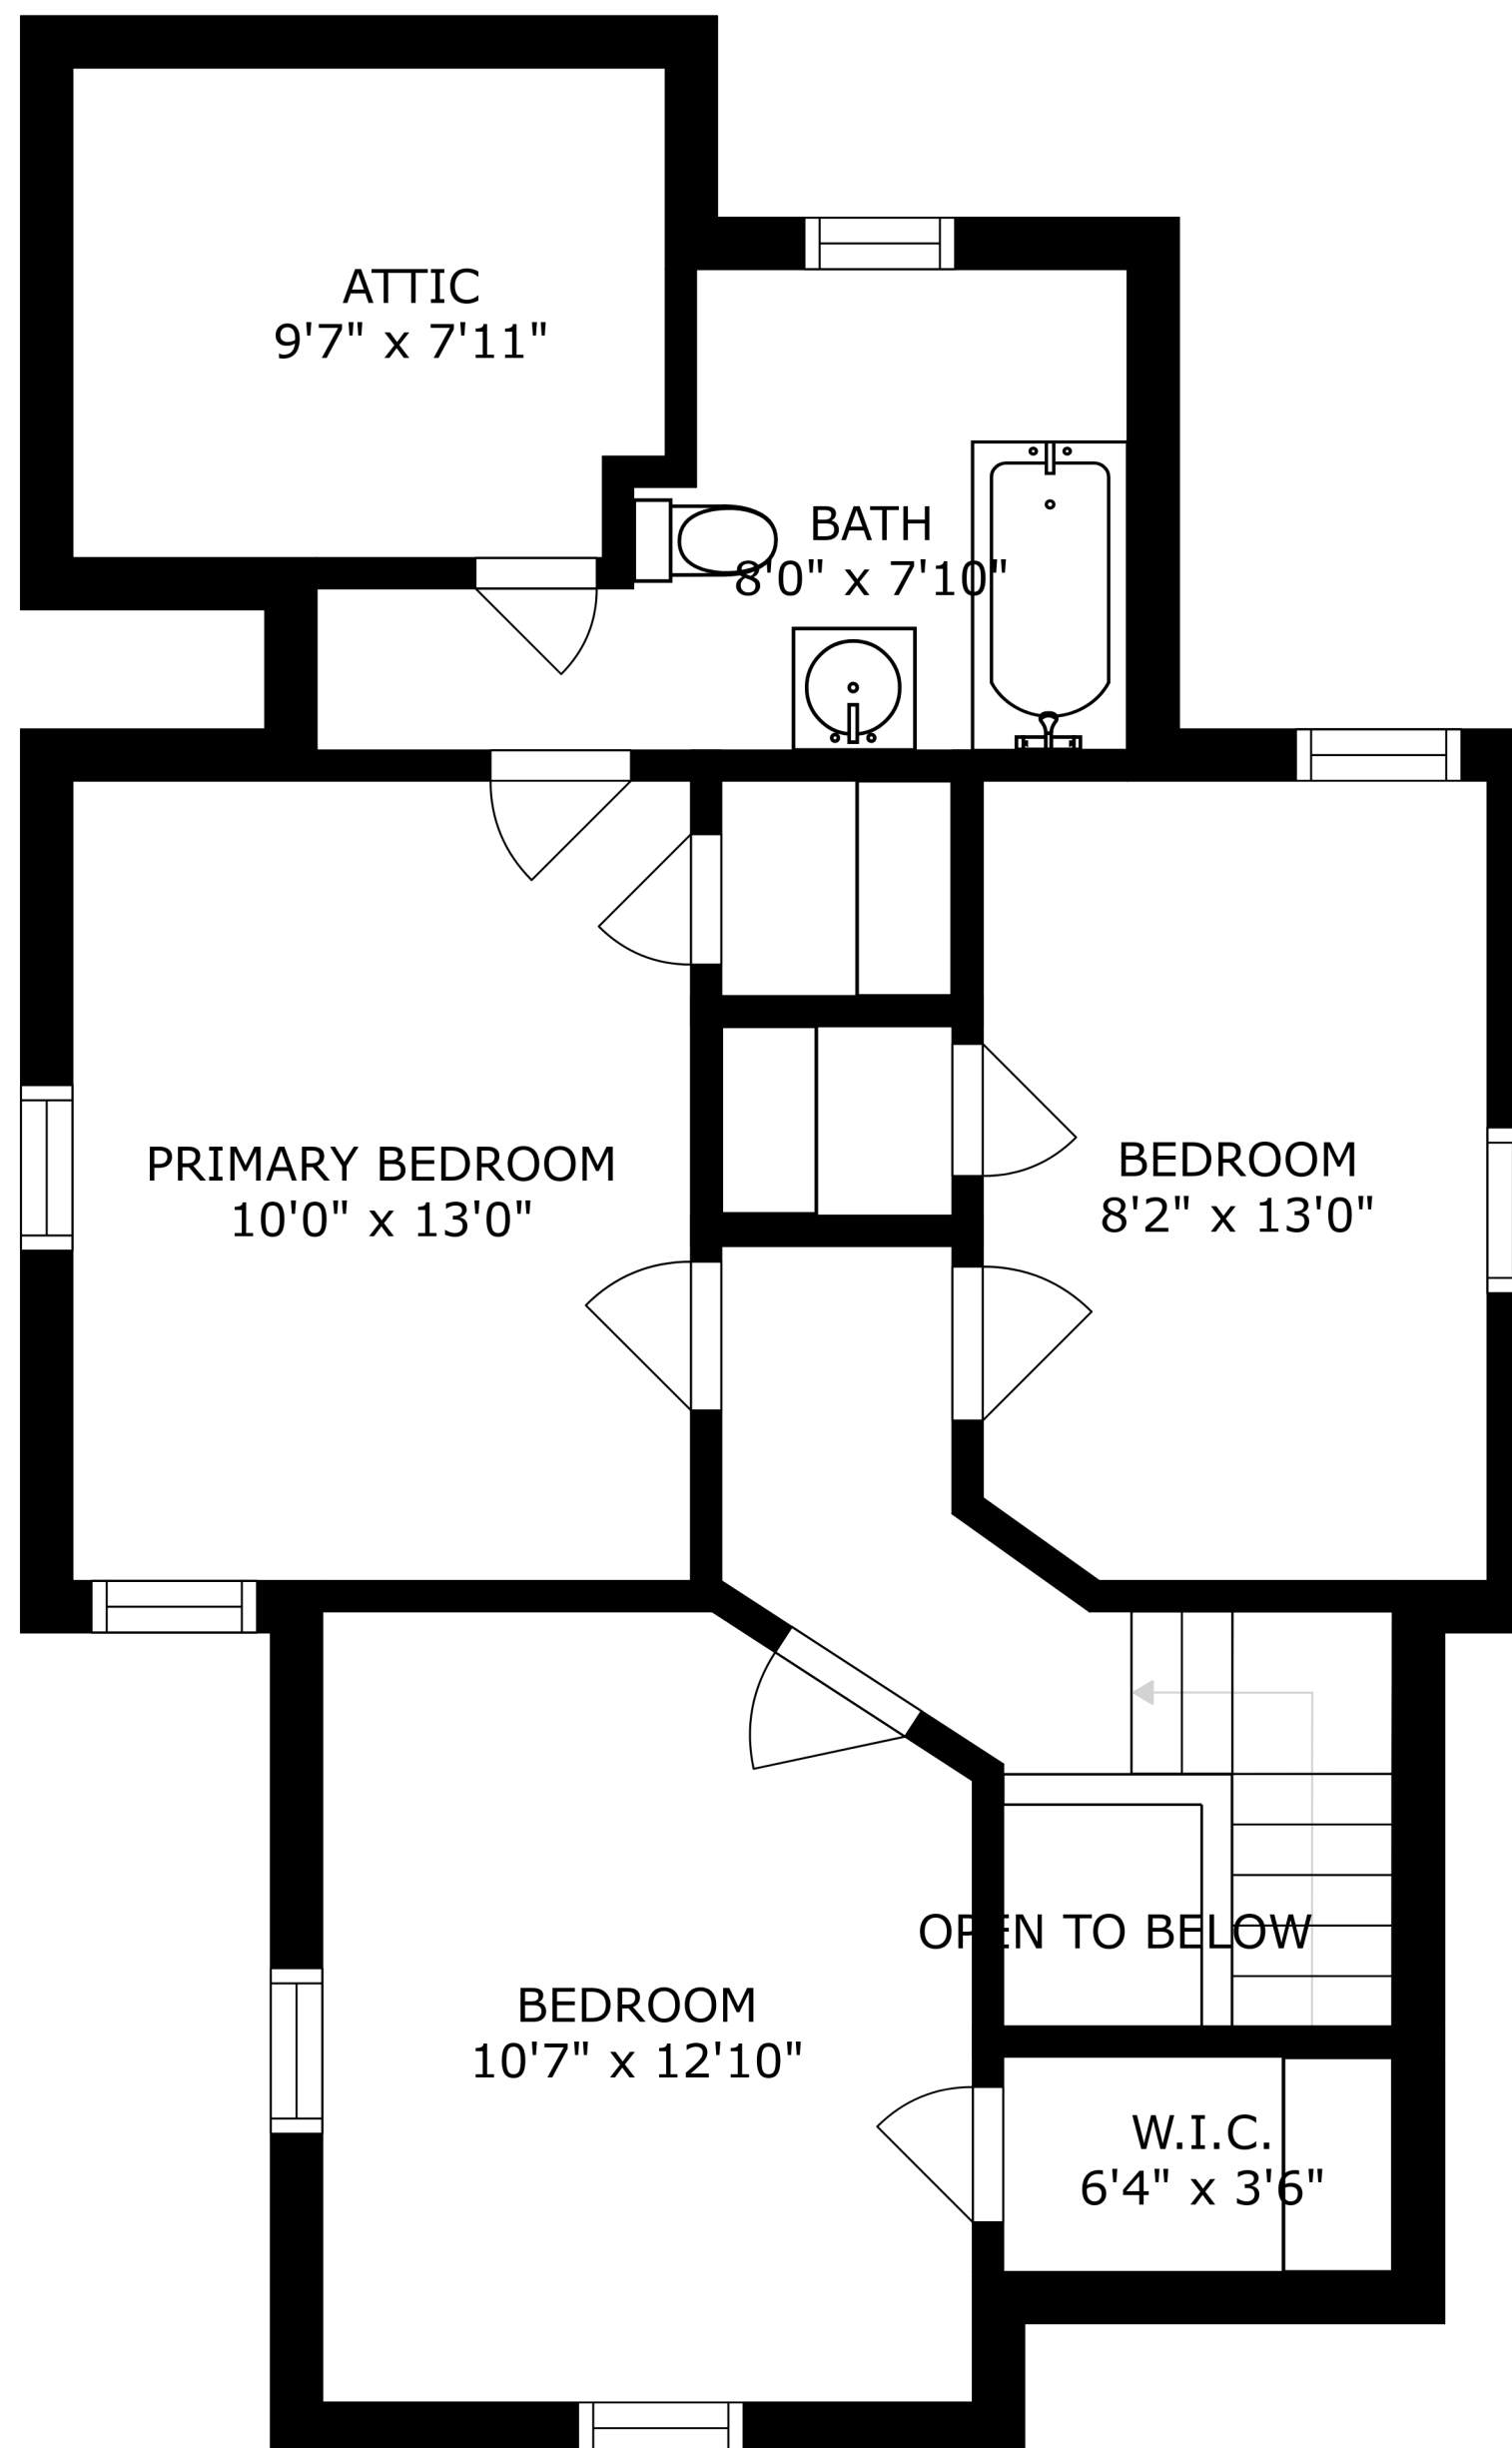 ATTIC
9'7" x 7'11"
BATH
8'0" x 7'10"
PRIMARY BEDROOM
10'0" x 13'0"
BEDROOM
8'2" x 13'0"
OPEN TO BELOW
BEDROOM
10'7" x 12'10"
W.I.C.
6'4" x 3'6"